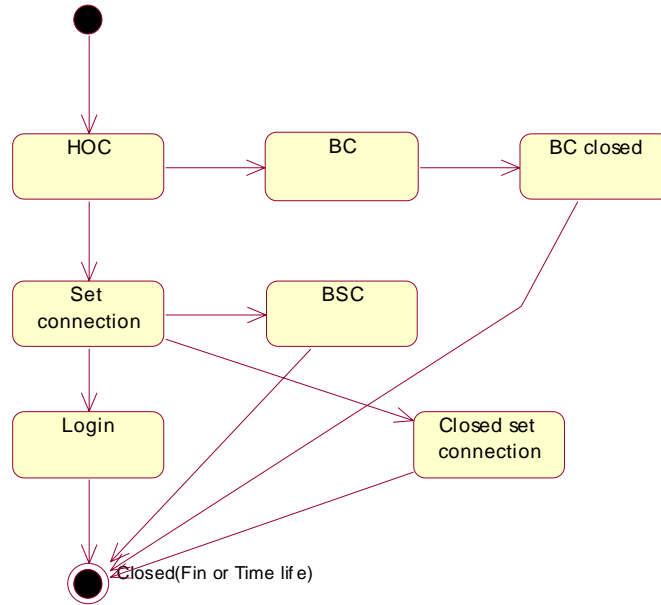 HOC
BC
BC closed
Set
connection
BSC
Login
Closed set
connection
Closed(Fin or Time life)